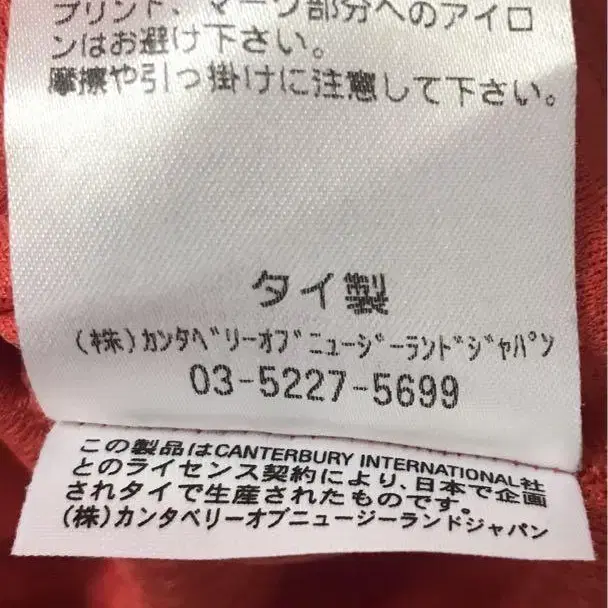 プリント、マーク部分へのアイロ
ンはお避け下さい。
摩擦や引っ掛けに注意して下さい。
タイ製
(株)カンタベリーオブニュージーランドジャパン
03-5227-5699
この製品はCANTERBURY INTERNATIONAL社
とのライセンス契約により、日本で企画
されタイで生産されたものです。
(株)カンタベリーオブニュージーランドジャパン